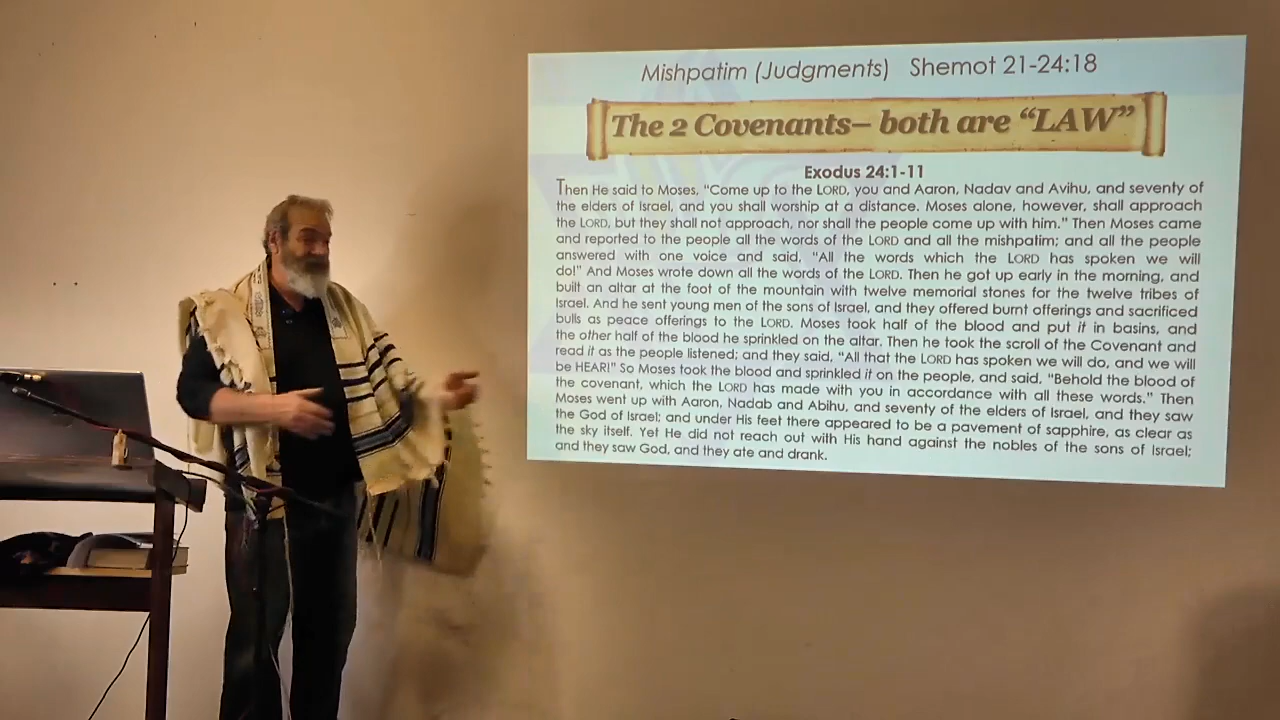 Mishpatim (Judgments) Shemot 21-24:18
The 2 Covenants– both are “LAW”
Exodus 24:1-11
Then He said to Moses, “Come up to the LORD, you and Aaron, Nadav and Avihu, and seventy of
the elders of Israel, and you shall worship at a distance. Moses alone, however, shall approach
the LORD, but they shall not approach, nor shall the people come up with him.” Then Moses came
and reported to the people all the words of the LORD and all the mishpatim; and all the people
answered with one voice and said, “All the words which the LORD has spoken we will
do!” And Moses wrote down all the words of the LORD. Then he got up early in the morning, and
built an altar at the foot of the mountain with twelve memorial stones for the twelve tribes of
Israel. And he sent young men of the sons of Israel, and they offered burnt offerings and sacrificed
bulls as peace offerings to the LORD. Moses took half of the blood and put it in basins, and
the other half of the blood he sprinkled on the altar. Then he took the scroll of the Covenant and
read it as the people listened; and they said, “All that the LORD has spoken we will do, and we will
be HEAR!” So Moses took the blood and sprinkled it on the people, and said, “Behold the blood of
the covenant, which the LORD has made with you in accordance with all these words.” Then
Moses went up with Aaron, Nadab and Abihu, and seventy of the elders of Israel, and they saw
the God of Israel; and under His feet there appeared to be a pavement of sapphire, as clear as
the sky itself. Yet He did not reach out with His hand against the nobles of the sons of Israel;
and they saw God, and they ate and drank.